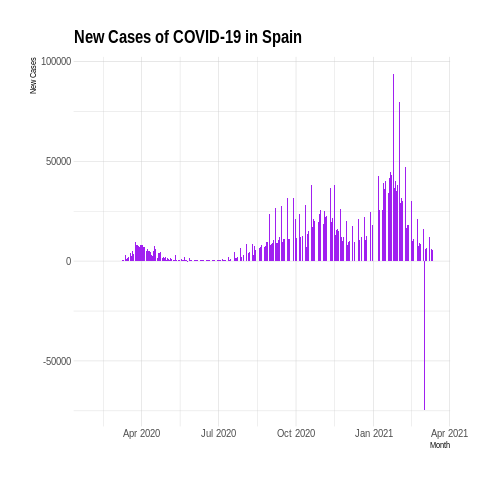 New Cases of COVID-19 in Spain
New Cases
100000
50000
0
-50000
Apr 2020 Jul 2020 Oct 2020 Jan 2021 Apr 2021
Month